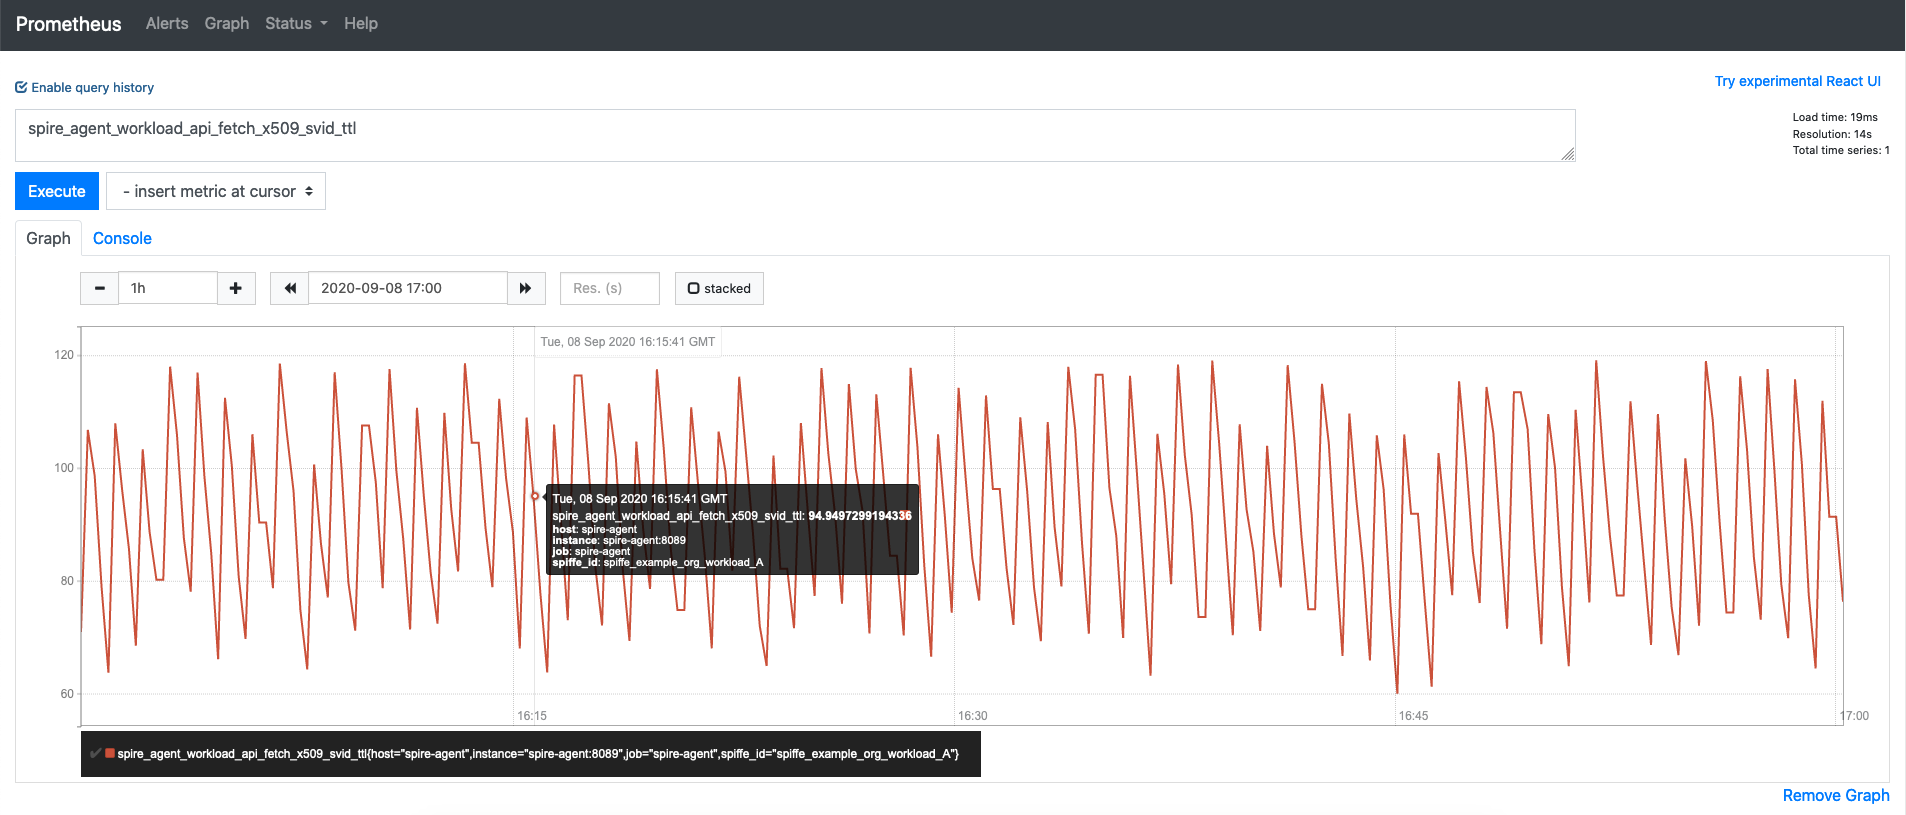 Prometheus Alerts Graph Status Help
Enable query history
Try experimental React UI
spire_agent_workload_api_fetch_x509_svid_ttl
Load time: 19ms
Resolution: 14s
Total time series: 1
Execute
- insert metric at cursor
Graph Console
1h
2020-09-08 17:00
Res. (s)
stacked
Tue, 08 Sep 2020 16:15:41 GMT
120
100
80
60
Tue, 08 Sep 2020 16:15:41 GMT
spire_agent_workload_api_fetch_x509_svid_ttl: 94.9497299194336
host: spire-agent
instance: spire-agent:8089
job: spire-agent
spiffe_id: spiffe_example_org_workload_A
16:15
16:30
16:45
17:00
spire_agent_workload_api_fetch_x509_svid_ttl{host="spire-agent",instance="spire-agent:8089",job="spire-agent",spiffe_id="spiffe_example_org_workload_A"}
Remove Graph